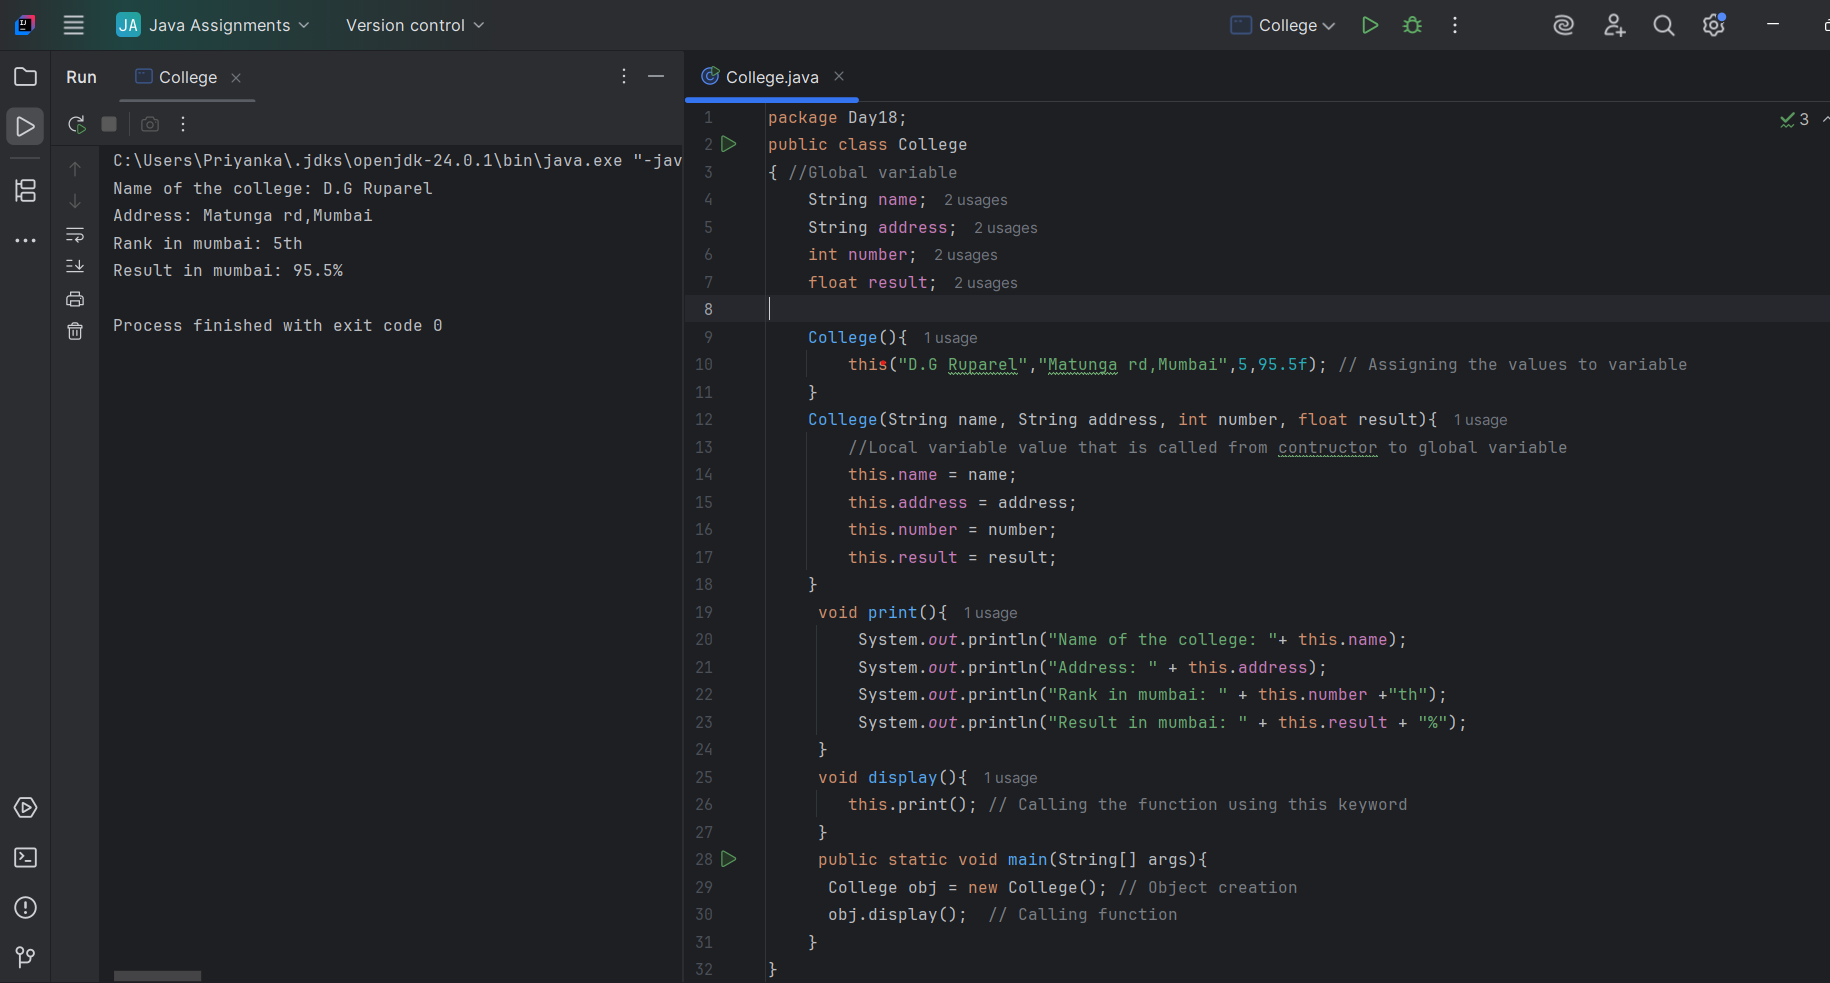 JA Java Assignments Version control College
Run College
C:\Users\Priyanka\.jdks\openjdk-24.0.1\bin\java.exe "-jav
Name of the college: D.G Ruparel
Address: Matunga rd,Mumbai
Rank in mumbai: 5th
Result in mumbai: 95.5%
Process finished with exit code 0
College.java
3
1 package Day18;
2 public class College
3 { //Global variable
4 String name; 2 usages
5 String address; 2 usages
6 int number; 2 usages
7 float result; 2 usages
8
9 College(){ 1 usage
10 this("D.G Ruparel","Matunga rd,Mumbai",5,95.5f); // Assigning the values to variable
11 }
12 College(String name, String address, int number, float result){ 1 usage
13 //Local variable value that is called from contructor to global variable
14 this.name = name;
15 this.address = address;
16 this.number = number;
17 this.result = result;
18 }
19 void print(){ 1 usage
20 System.out.println("Name of the college: "+ this.name);
21 System.out.println("Address: " + this.address);
22 System.out.println("Rank in mumbai: " + this.number +"th");
23 System.out.println("Result in mumbai: " + this.result + "%");
24 }
25 void display(){ 1 usage
26 this.print(); // Calling the function using this keyword
27 }
28 public static void main(String[] args){
29 College obj = new College(); // Object creation
30 obj.display(); // Calling function
31 }
32 }